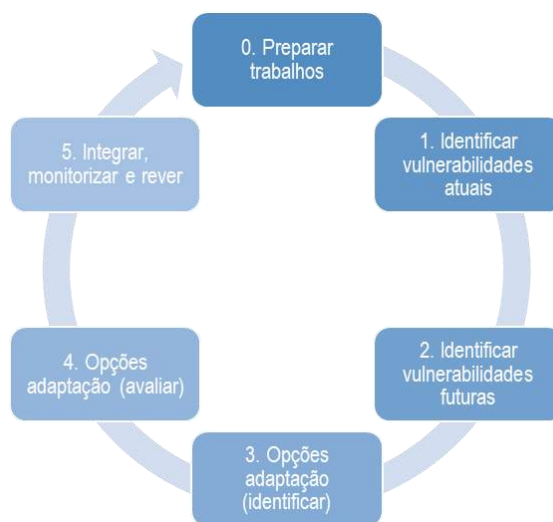 0. Preparar
trabalhos
1. Identificar
vulnerabilidades
atuais
2. Identificar
vulnerabilidades
futuras
3. Opções
adaptação
(identificar)
4. Opções
adaptação (avaliar)
5. Integrar,
monitorizar e rever